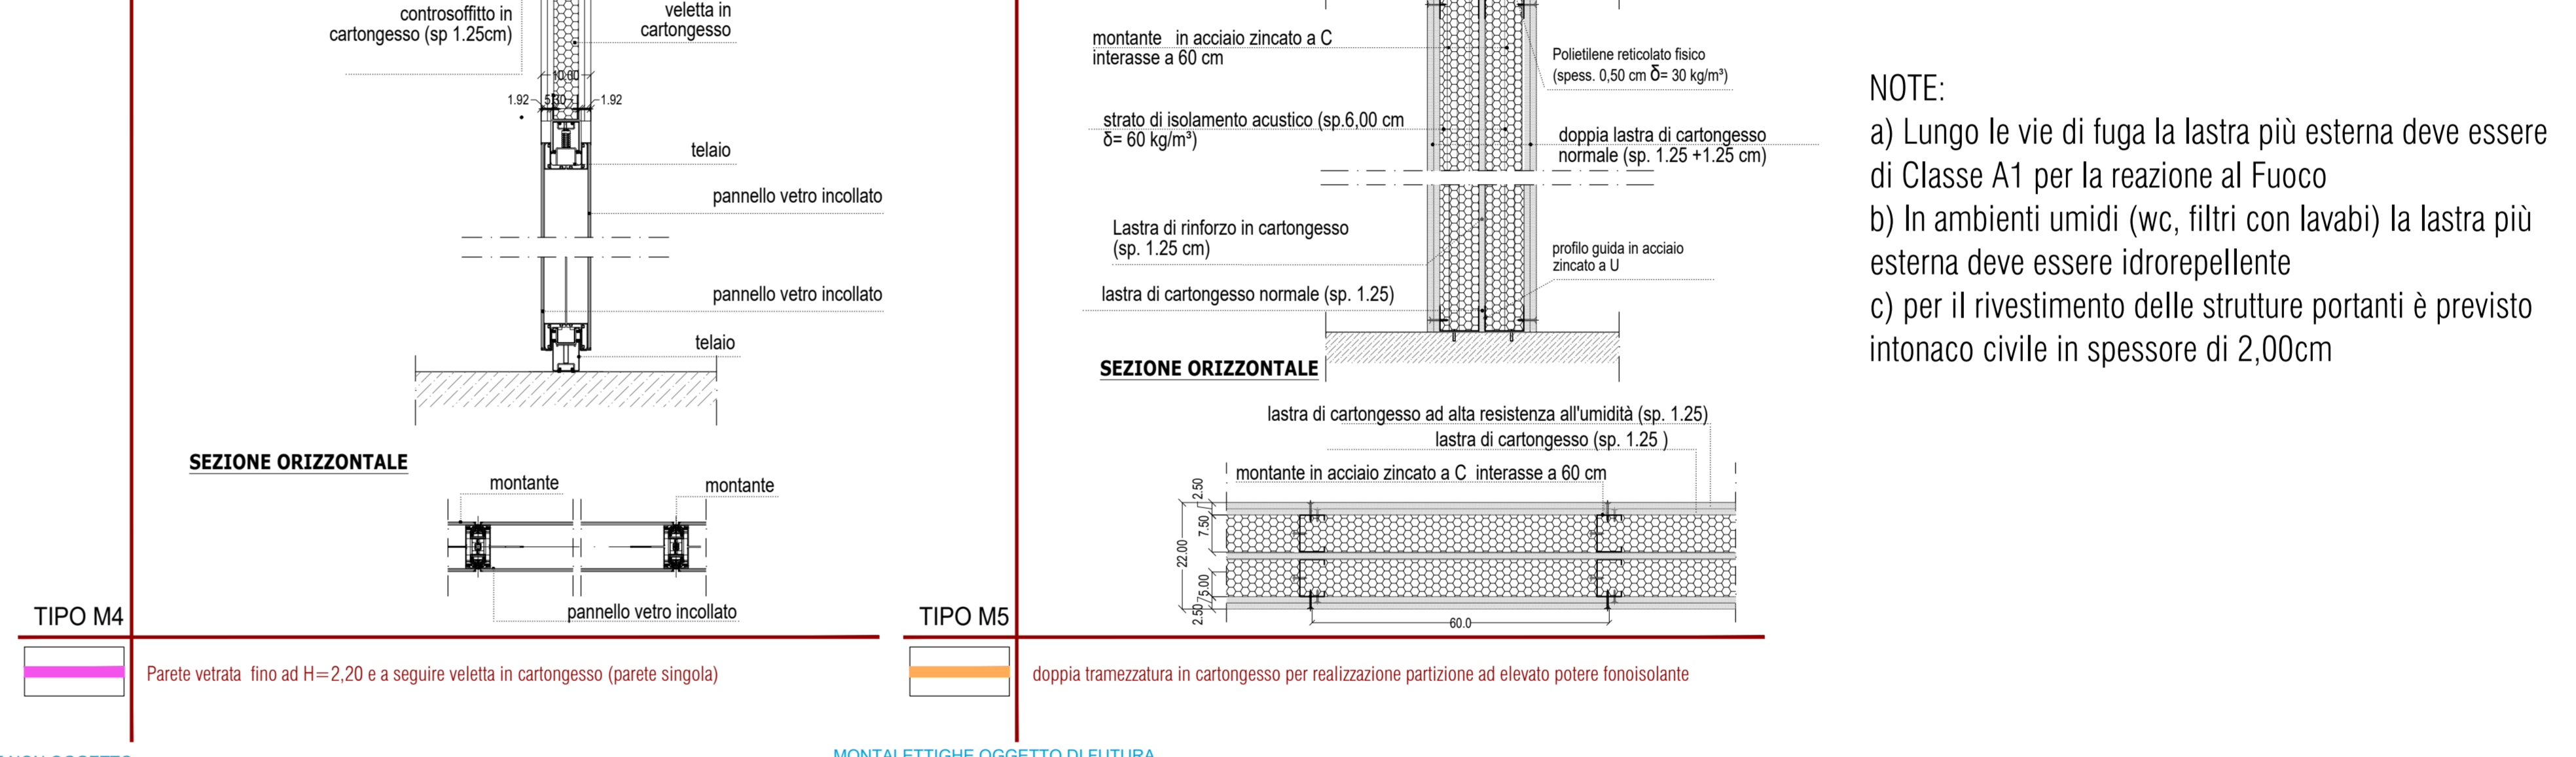 controsoffitto in
cartongesso (sp 1.25cm)
veletta in
cartongesso
10.00
1.92
5.30
1.92
telaio
pannello vetro incollato
pannello vetro incollato
telaio
SEZIONE ORIZZONTALE
montante
montante
pannello vetro incollato
TIPO M4
Parete vetrata fino ad H=2,20 e a seguire veletta in cartongesso (parete singola)
montante in acciaio zincato a C
interasse a 60 cm
strato di isolamento acustico (sp.6,00 cm
δ= 60 kg/m³)
Lastra di rinforzo in cartongesso
(sp. 1.25 cm)
lastra di cartongesso normale (sp. 1.25)
Polietilene reticolato fisico
(spess. 0,50 cm δ= 30 kg/m³)
doppia lastra di cartongesso
normale (sp. 1.25 +1.25 cm)
profilo guida in acciaio
zincato a U
SEZIONE ORIZZONTALE
lastra di cartongesso ad alta resistenza all'umidità (sp. 1.25)
lastra di cartongesso (sp. 1.25 )
montante in acciaio zincato a C interasse a 60 cm
2.50
7.50
22.00
75.00
2.50
60.0
TIPO M5
doppia tramezzatura in cartongesso per realizzazione partizione ad elevato potere fonoisolante
NOTE:
a) Lungo le vie di fuga la lastra più esterna deve essere
di Classe A1 per la reazione al Fuoco
b) In ambienti umidi (wc, filtri con lavabi) la lastra più
esterna deve essere idrorepellente
c) per il rivestimento delle strutture portanti è previsto
intonaco civile in spessore di 2,00cm
NON OGGETTO
MONTALETTIGHE OGGETTO DI FUTURA